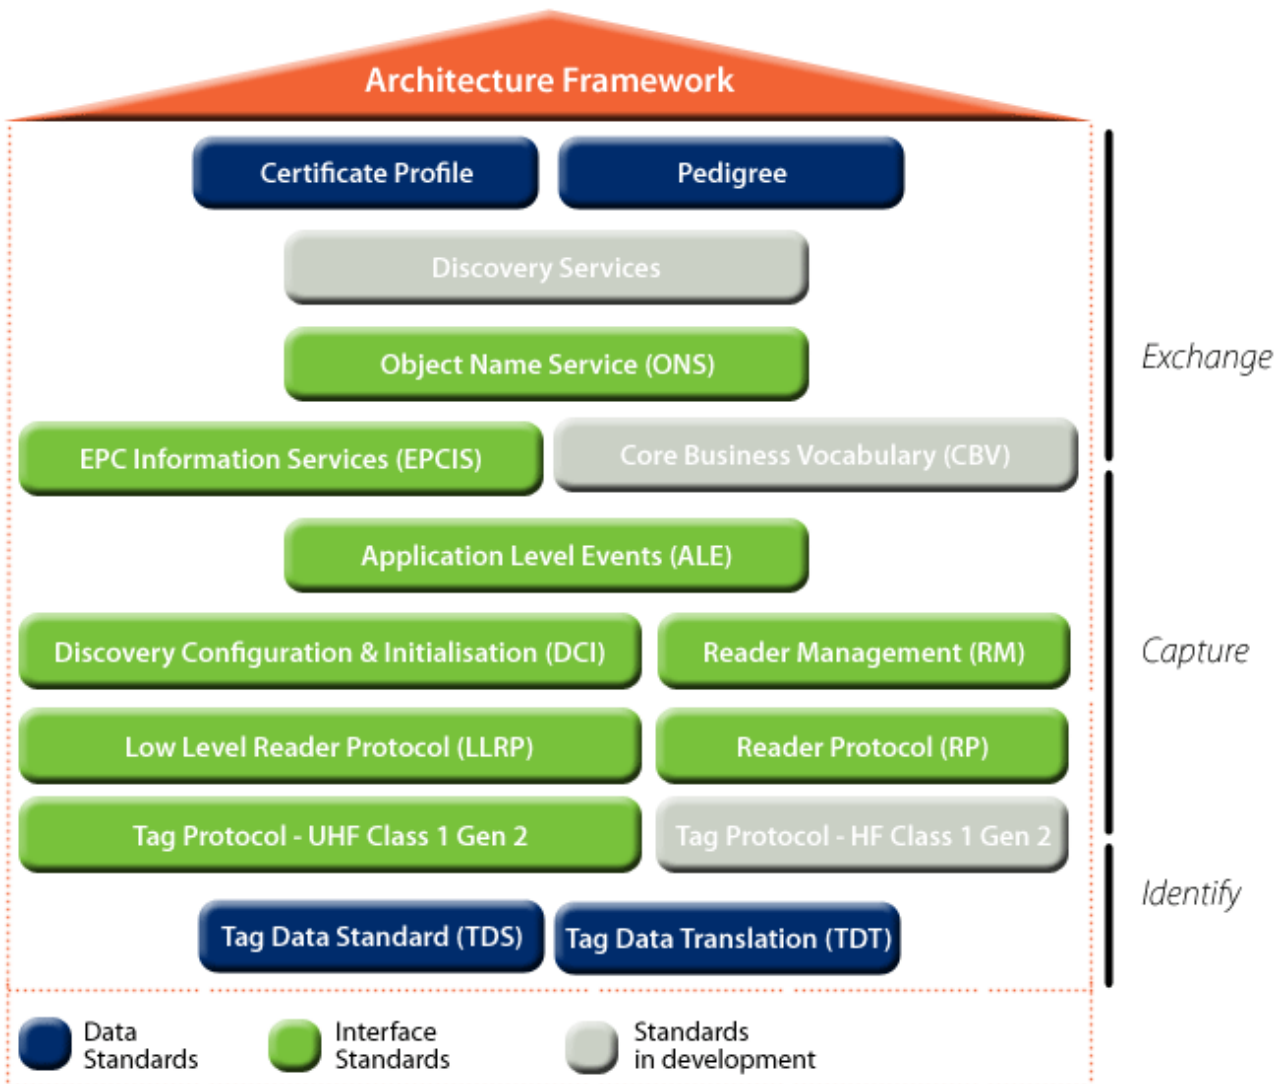 Architecture Framework
Certificate Profile
Pedigree
Discovery Services
Object Name Service (ONS)
Exchange
EPC Information Services (EPCIS)
Core Business Vocabulary (CBV)
Application Level Events (ALE)
Discovery Configuration & Initialisation (DCI)
Reader Management (RM)
Capture
Low Level Reader Protocol (LLRP)
Reader Protocol (RP)
Tag Protocol - UHF Class 1 Gen 2
Tag Protocol - HF Class 1 Gen 2
Identify
Tag Data Standard (TDS)
Tag Data Translation (TDT)
Data
Standards
Interface
Standards
Standards
in development